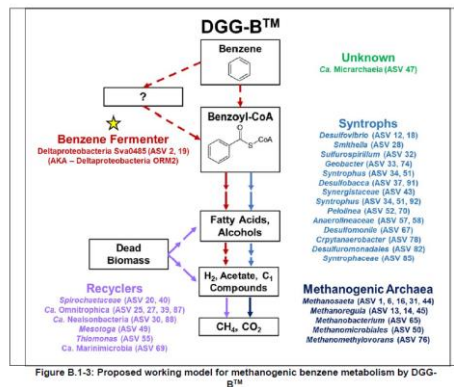 DGG-B™
Benzene
?
Benzoyl-CoA
O
S
CoA
Benzene Fermenter
Deltaproteobacteria Sva0485 (ASV 2, 19)
(AKA – Deltaproteobacteria ORM2)
Fatty Acids,
Alcohols
Dead
Biomass
H2, Acetate, C1
Compounds
CH4, CO2
Recyclers
Spirochaetaceae (ASV 20, 40)
Ca. Omnitrophica (ASV 25, 27, 39, 87)
Ca. Nealsonbacteria (ASV 30, 88)
Mesotoga (ASV 49)
Thiomonas (ASV 55)
Ca. Marinimicrobia (ASV 69)
Unknown
Ca. Micrarchaeia (ASV 47)
Syntrophs
Desulfovibrio (ASV 12, 18)
Smithella (ASV 28)
Sulfurospirillum (ASV 32)
Geobacter (ASV 33, 74)
Syntrophus (ASV 34, 51)
Desulfobacca (ASV 37, 91)
Synergistaceae (ASV 43)
Syntrophus (ASV 34, 51, 92)
Pelolinea (ASV 52, 70)
Anaerolineaceae (ASV 57, 58)
Desulfomonile (ASV 67)
Crpytanaerobacter (ASV 78)
Desulfuromonadales (ASV 82)
Syntrophaceae (ASV 85)
Methanogenic Archaea
Methanosaeta (ASV 1, 6, 16, 31, 44)
Methanoregula (ASV 13, 14, 45)
Methanobacterium (ASV 65)
Methanomicrobiales (ASV 50)
Methanomethylovorans (ASV 76)
Figure B.1-3: Proposed working model for methanogenic benzene metabolism by DGG-
B™